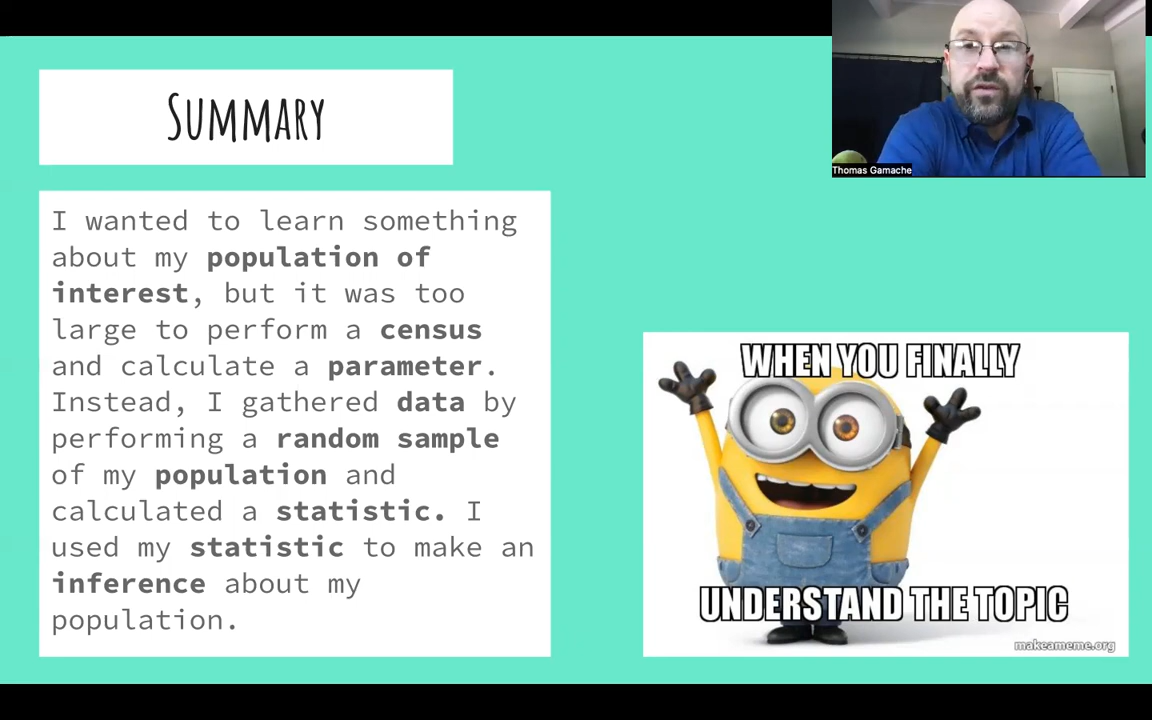 Summary
Thomas Gamache
I wanted to learn something
about my population of
interest, but it was too
large to perform a census
and calculate a parameter.
Instead, I gathered data by
performing a random sample
of my population and
calculated a statistic. I
used my statistic to make an
inference about my
population.
WHEN YOU FINALLY
UNDERSTAND THE TOPIC
makeameme.org